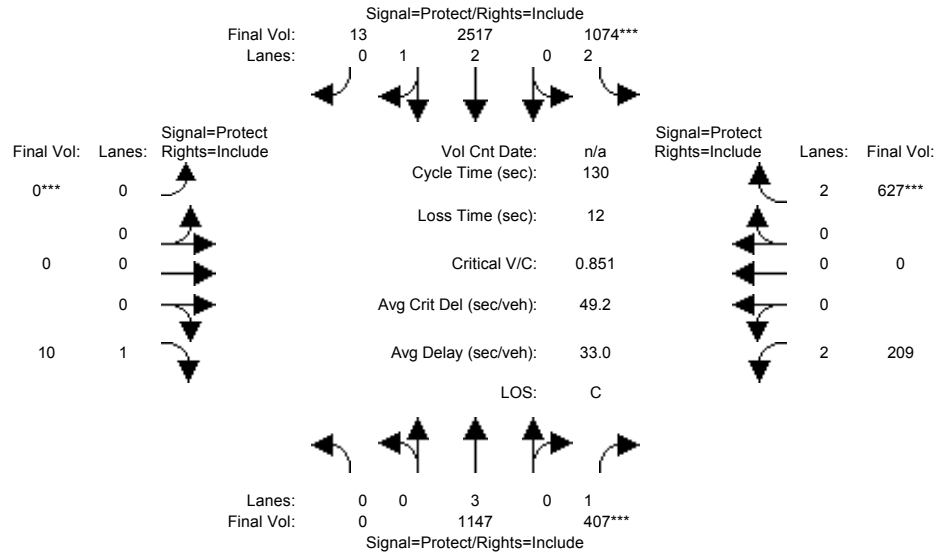 Signal=Protect/Rights=Include
Final Vol: 13 2517 1074***
Lanes: 0 1 2 0 2
Signal=Protect Signal=Protect
Final Vol: Lanes: Rights=Include Vol Cnt Date: n/a Rights=Include Lanes: Final Vol:
Cycle Time (sec): 130
0*** 0 2 627***
Loss Time (sec): 12
0 0
0 0 Critical V/C: 0.851 0 0
0 Avg Crit Del (sec/veh): 49.2 0
10 1 Avg Delay (sec/veh): 33.0 2 209
LOS: C
Lanes: 0 0 3 0 1
Final Vol: 0 1147 407***
Signal=Protect/Rights=Include